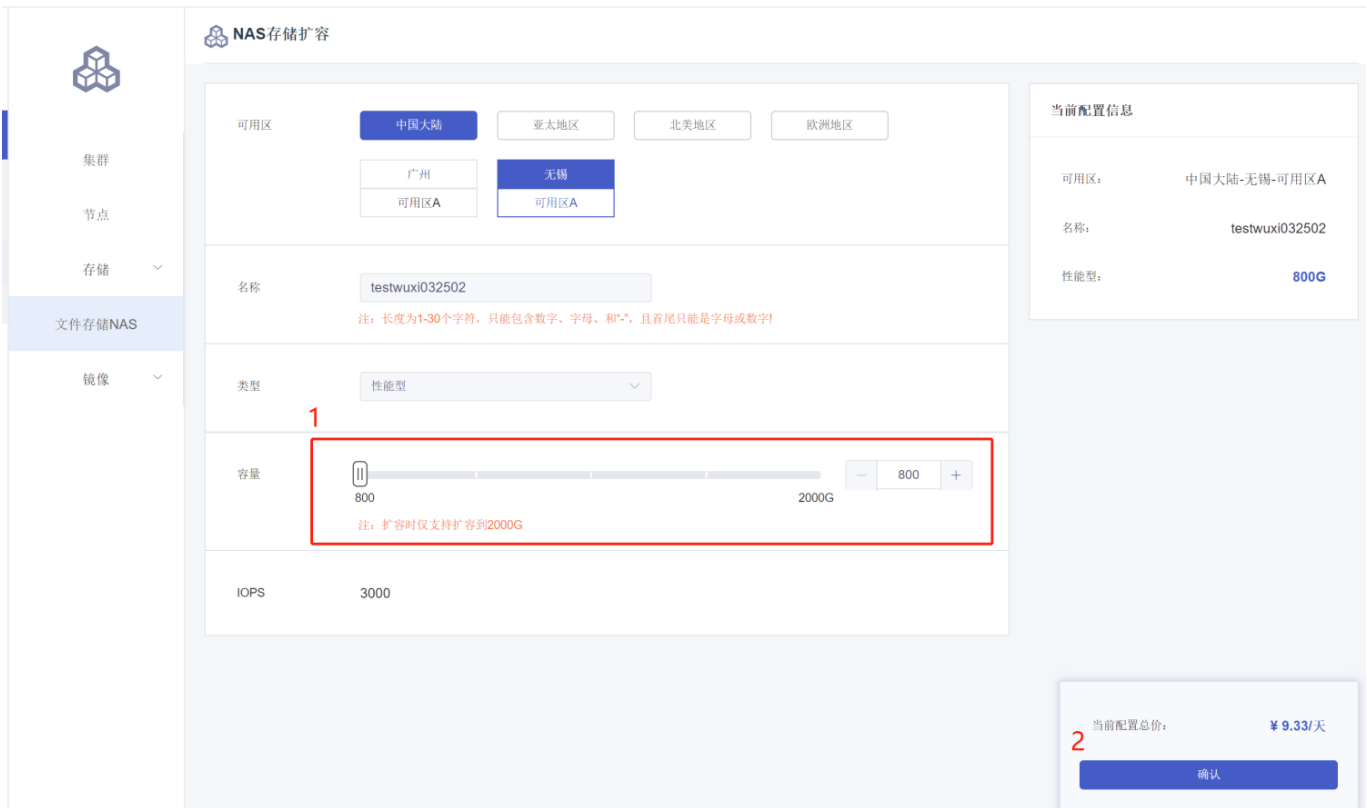 NAS存储扩容
集群
节点
存储
文件存储NAS
镜像
可用区
中国大陆
亚太地区
北美地区
欧洲地区
广州
无锡
可用区A
可用区A
名称
testwuxi032502
注：长度为1-30个字符，只能包含数字、字母、和"-"，且首尾只能是字母或数字!
类型
性能型
1
容量
800
2000G
− 800 +
注：扩容时仅支持扩容到2000G
IOPS
3000
当前配置信息
可用区： 中国大陆-无锡-可用区A
名称： testwuxi032502
性能型： 800G
当前配置总价： ¥ 9.33/天
2
确认